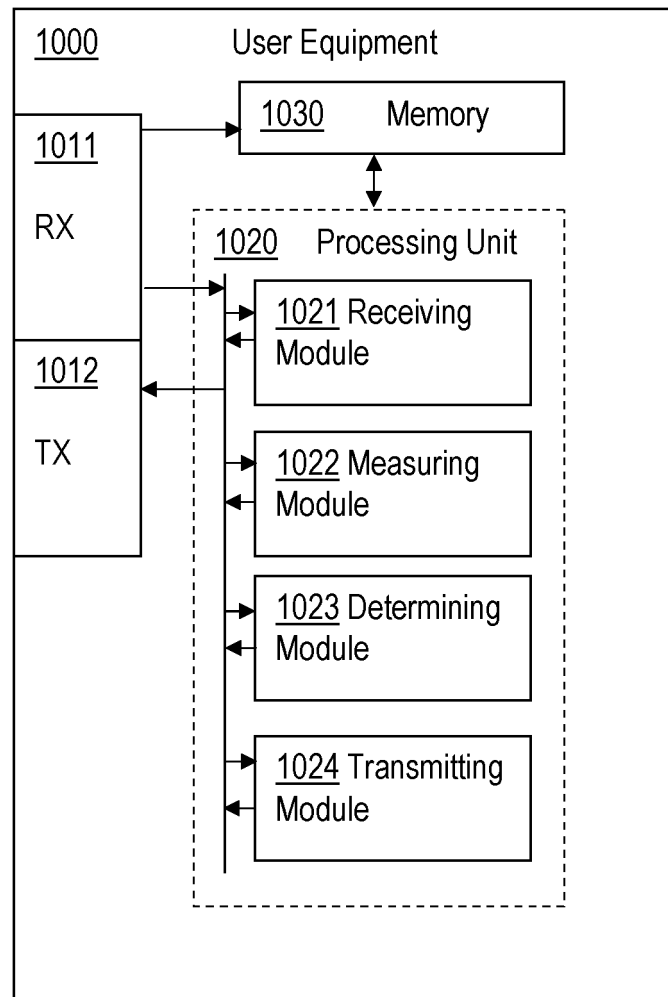 1000 User Equipment
1030 Memory
1011
RX
1020 Processing Unit
1021 Receiving
Module
1012
TX
1022 Measuring
Module
1023 Determining
Module
1024 Transmitting
Module